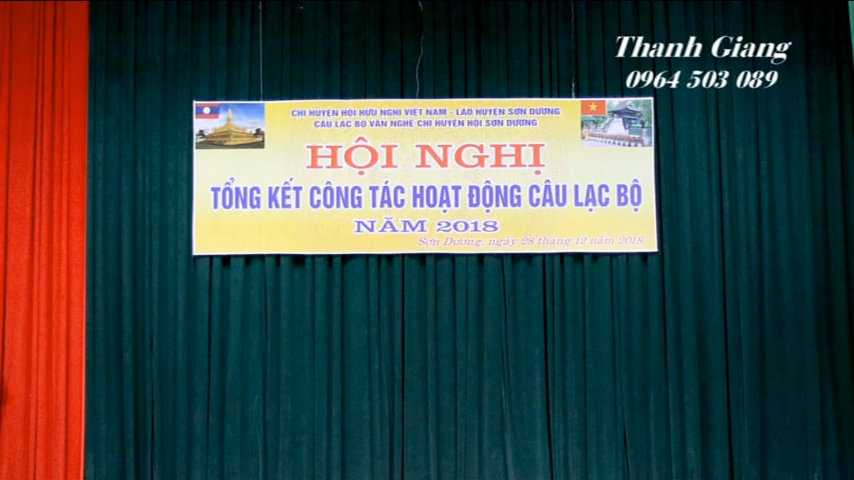 Thanh Giang
0964 503 089
CHI HUYỆN HỘI HỮU NGHỊ VIỆT NAM - LÀO HUYỆN SƠN DƯƠNG
CÂU LẠC BỘ VĂN NGHỆ CHI HUYỆN HỘI SƠN DƯƠNG
HỘI NGHỊ
TỔNG KẾT CÔNG TÁC HOẠT ĐỘNG CÂU LẠC BỘ
NĂM 2018
Sơn Dương, ngày 28 tháng 12 năm 2018